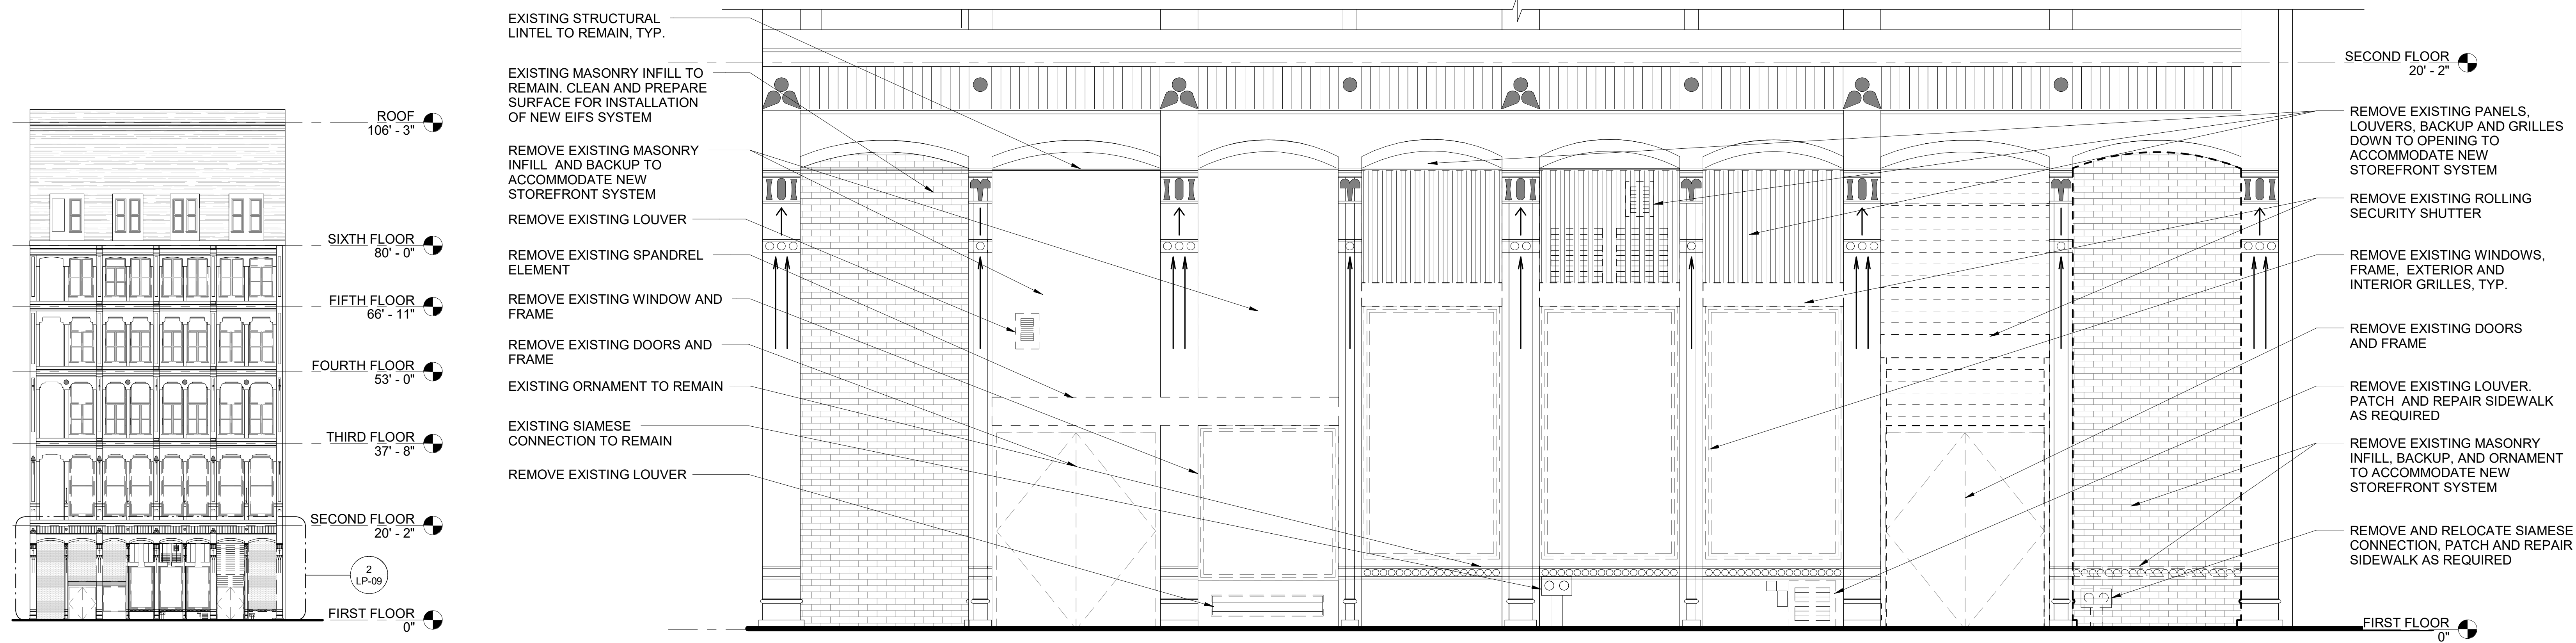 ROOF
106' - 3"
SIXTH FLOOR
80' - 0"
FIFTH FLOOR
66' - 11"
FOURTH FLOOR
53' - 0"
THIRD FLOOR
37' - 8"
SECOND FLOOR
20' - 2"
2
LP-09
FIRST FLOOR
0"
EXISTING STRUCTURAL
LINTEL TO REMAIN, TYP.
EXISTING MASONRY INFILL TO
REMAIN. CLEAN AND PREPARE
SURFACE FOR INSTALLATION
OF NEW EIFS SYSTEM
REMOVE EXISTING MASONRY
INFILL AND BACKUP TO
ACCOMMODATE NEW
STOREFRONT SYSTEM
REMOVE EXISTING LOUVER
REMOVE EXISTING SPANDREL
ELEMENT
REMOVE EXISTING WINDOW AND
FRAME
REMOVE EXISTING DOORS AND
FRAME
EXISTING ORNAMENT TO REMAIN
EXISTING SIAMESE
CONNECTION TO REMAIN
REMOVE EXISTING LOUVER
SECOND FLOOR
20' - 2"
REMOVE EXISTING PANELS,
LOUVERS, BACKUP AND GRILLES
DOWN TO OPENING TO
ACCOMMODATE NEW
STOREFRONT SYSTEM
REMOVE EXISTING ROLLING
SECURITY SHUTTER
REMOVE EXISTING WINDOWS,
FRAME, EXTERIOR AND
INTERIOR GRILLES, TYP.
REMOVE EXISTING DOORS
AND FRAME
REMOVE EXISTING LOUVER.
PATCH AND REPAIR SIDEWALK
AS REQUIRED
REMOVE EXISTING MASONRY
INFILL, BACKUP, AND ORNAMENT
TO ACCOMMODATE NEW
STOREFRONT SYSTEM
REMOVE AND RELOCATE SIAMESE
CONNECTION, PATCH AND REPAIR
SIDEWALK AS REQUIRED
FIRST FLOOR
0"